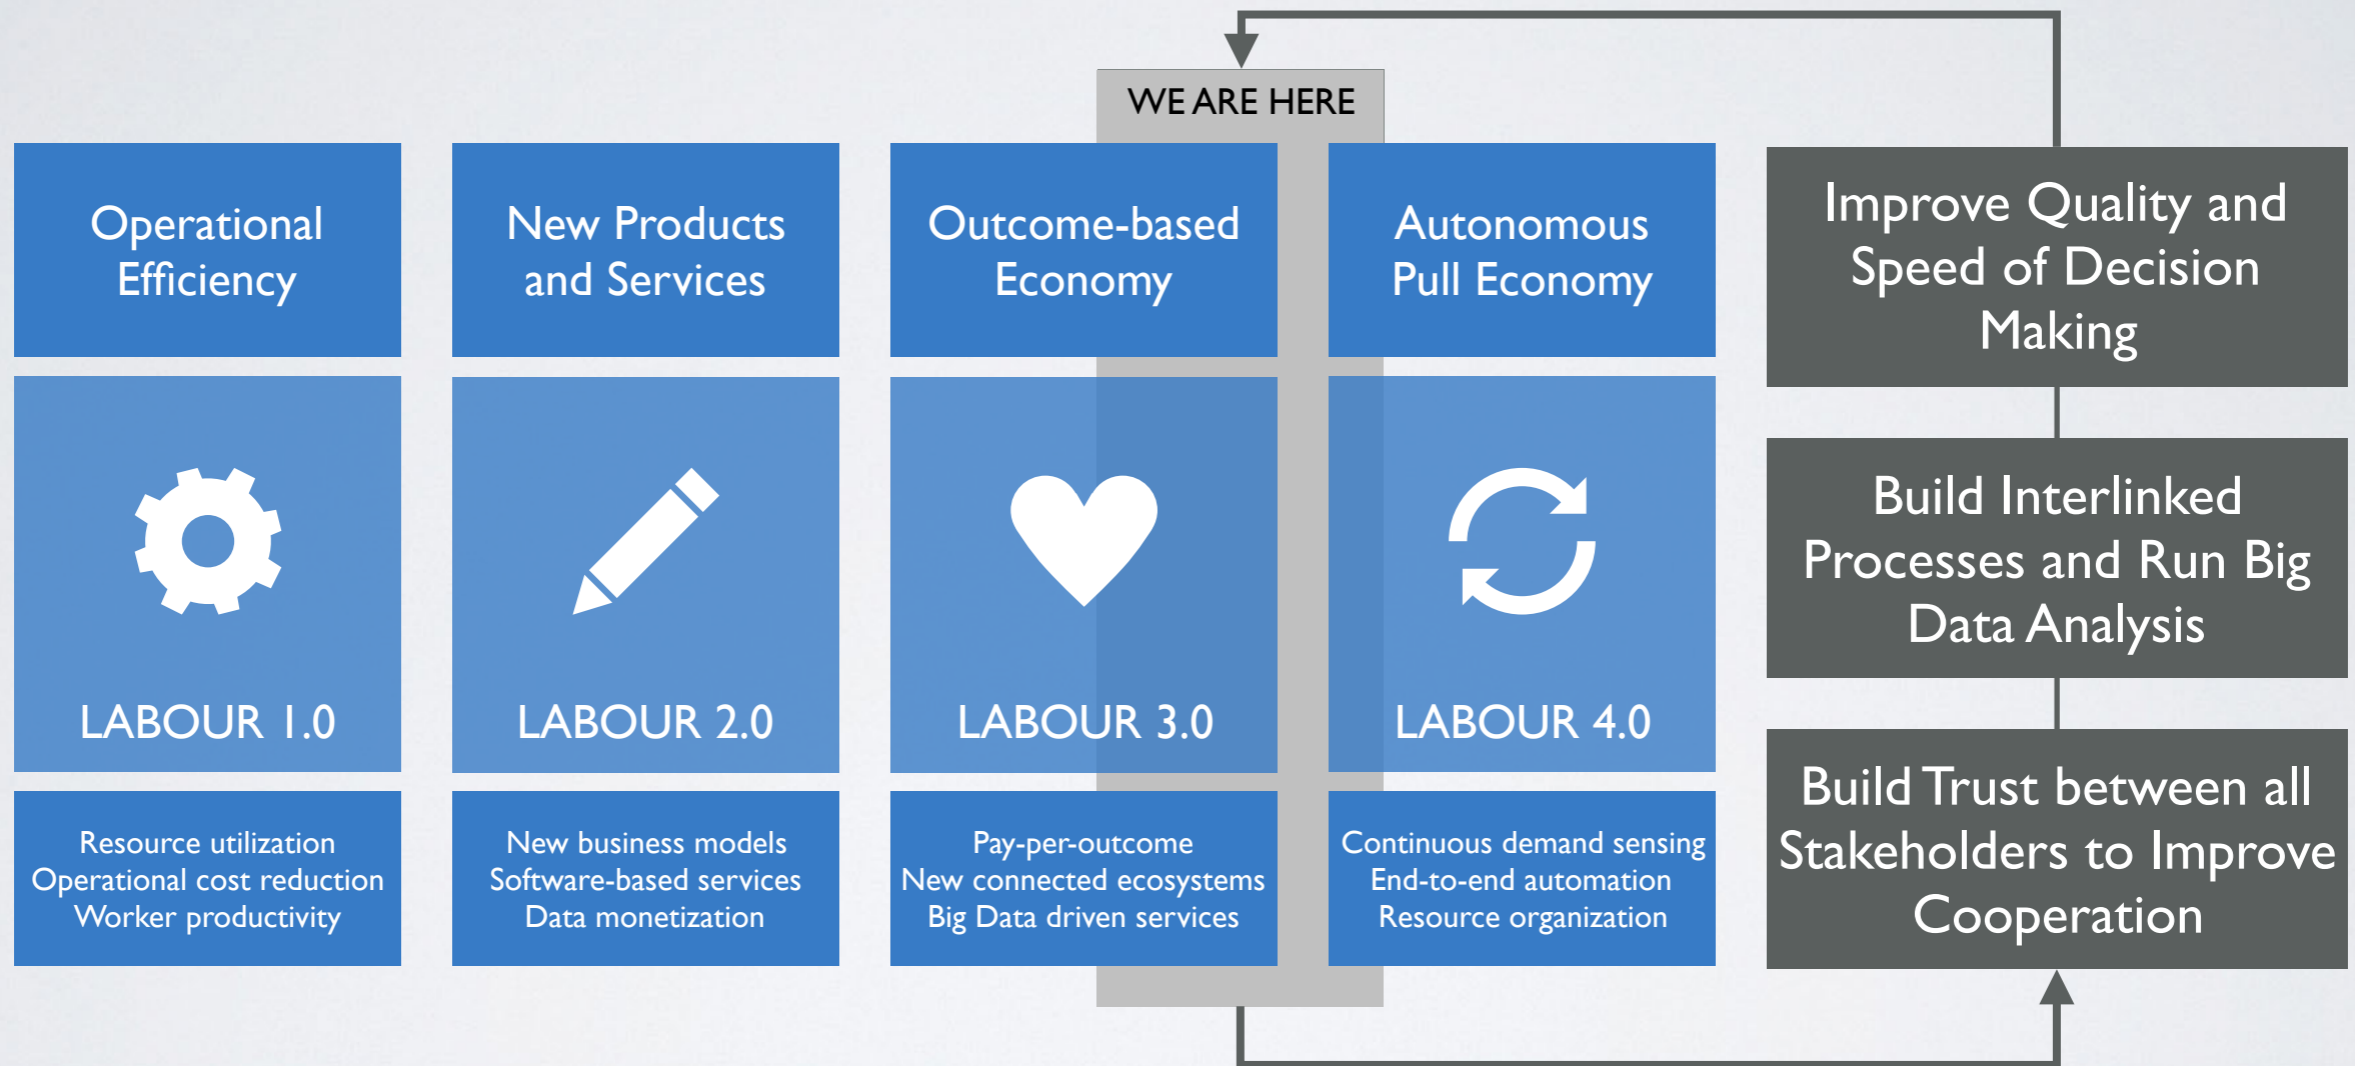 WE ARE HERE
Operational
Efficiency
LABOUR 1.0
Resource utilization
Operational cost reduction
Worker productivity
New Products
and Services
LABOUR 2.0
New business models
Software-based services
Data monetization
Outcome-based
Economy
LABOUR 3.0
Pay-per-outcome
New connected ecosystems
Big Data driven services
Autonomous
Pull Economy
LABOUR 4.0
Continuous demand sensing
End-to-end automation
Resource organization
Improve Quality and
Speed of Decision
Making
Build Interlinked
Processes and Run Big
Data Analysis
Build Trust between all
Stakeholders to Improve
Cooperation